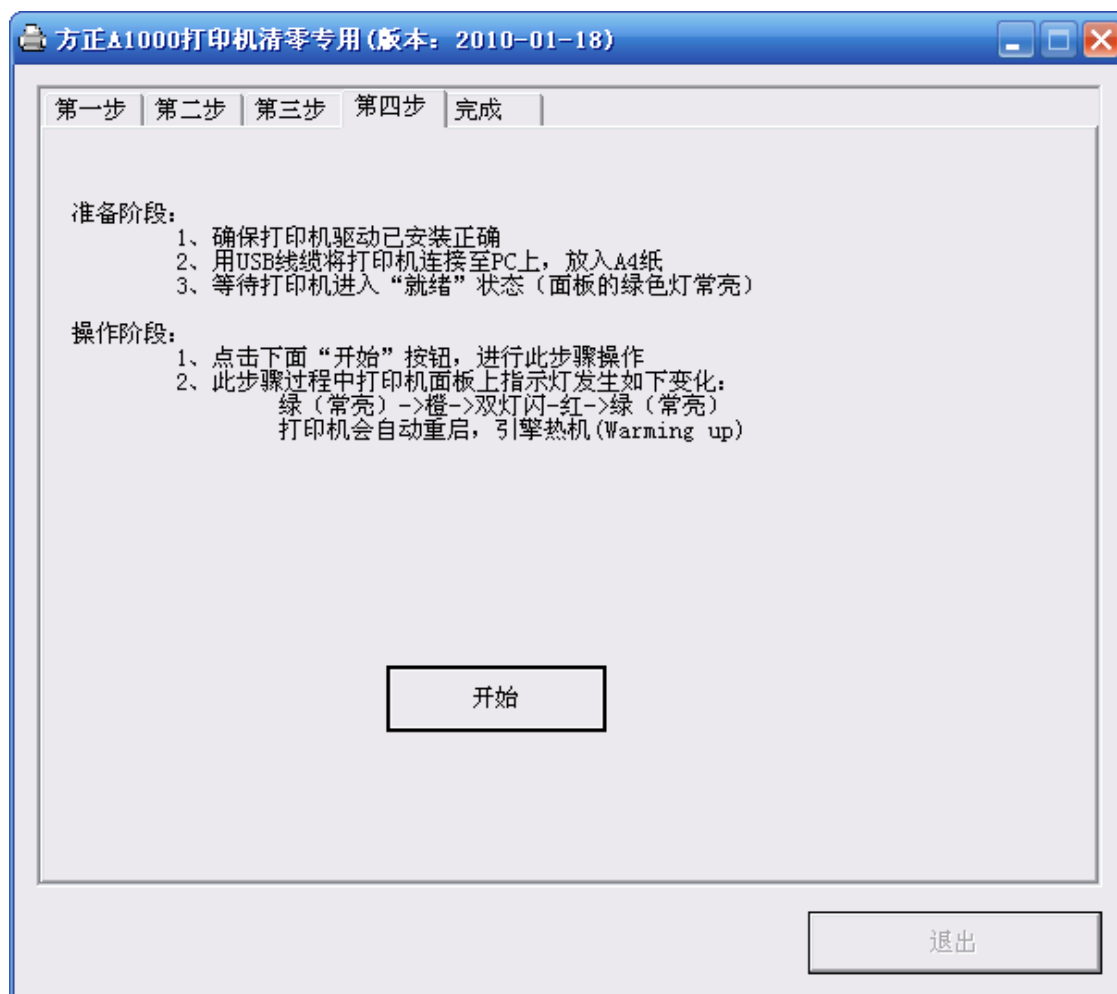 方正A1000打印机清零专用(版本：2010-01-18)
第一步 第二步 第三步 第四步 完成
准备阶段：
1、确保打印机驱动已安装正确
2、用USB线缆将打印机连接至PC上，放入A4纸
3、等待打印机进入“就绪”状态（面板的绿色灯常亮）
操作阶段：
1、点击下面“开始”按钮，进行此步骤操作
2、此步骤过程中打印机面板上指示灯发生如下变化：
绿（常亮）->橙->双灯闪-红->绿（常亮）
打印机会自动重启，引擎热机(Warming up)
开始
退出